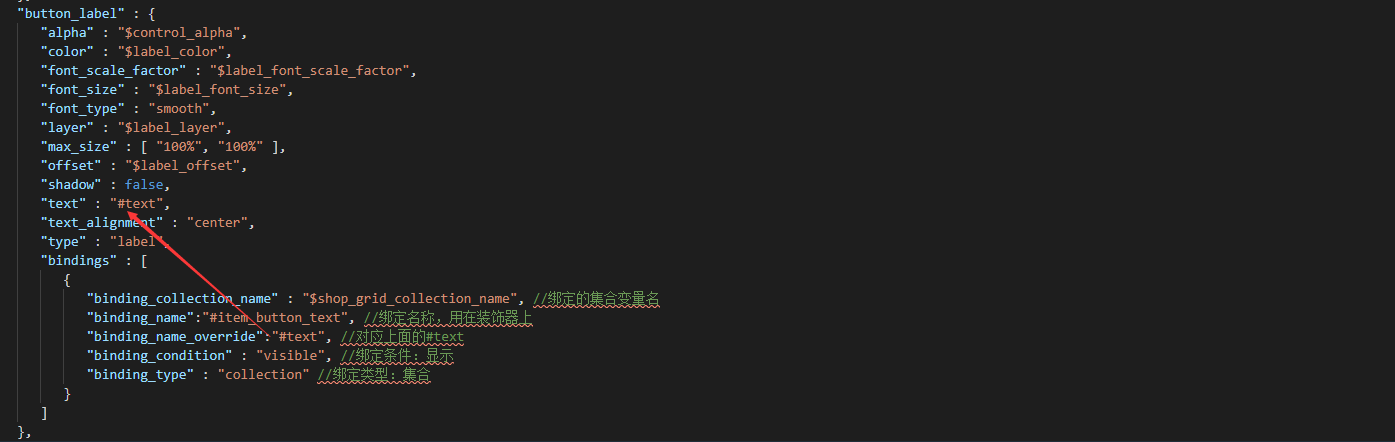 "button_label" : {
"alpha" : "$control_alpha",
"color" : "$label_color",
"font_scale_factor" : "$label_font_scale_factor",
"font_size" : "$label_font_size",
"font_type" : "smooth",
"layer" : "$label_layer",
"max_size" : [ "100%", "100%" ],
"offset" : "$label_offset",
"shadow" : false,
"text" : "#text",
"text_alignment" : "center",
"type" : "label",
"bindings" : [
{
"binding_collection_name" : "$shop_grid_collection_name", //绑定的集合变量名
"binding_name":"#item_button_text", //绑定名称，用在装饰器上
"binding_name_override":"#text", //对应上面的#text
"binding_condition" : "visible", //绑定条件：显示
"binding_type" : "collection" //绑定类型：集合
}
]
},